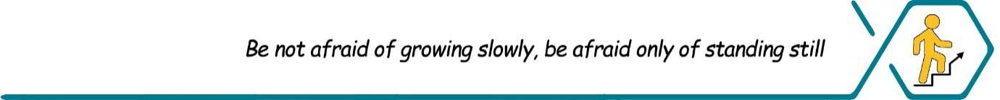 Be not afraid of growing slowly, be afraid only of standing still